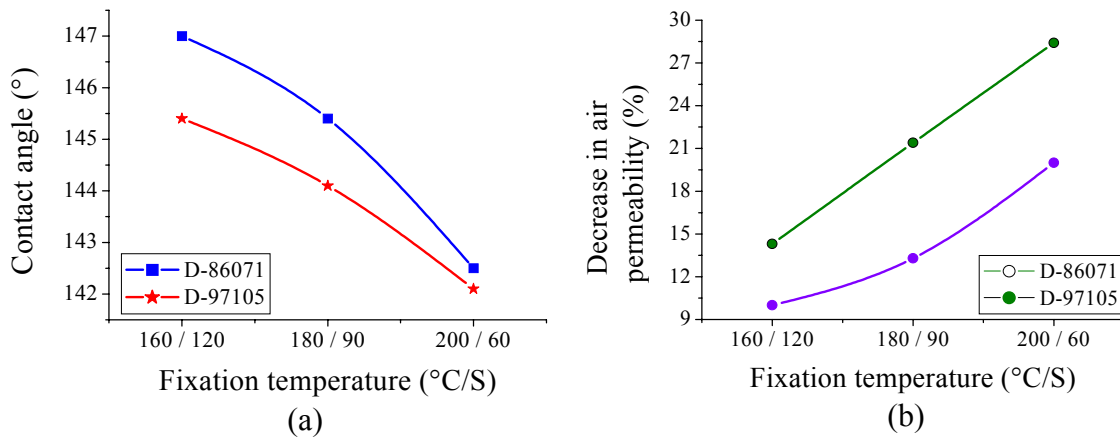 147
146
145
144
143
142
Contact angle (°)
D-86071
D-97105
160 / 120
180 / 90
200 / 60
Fixation temperature (°C/S)
(a)
30
27
24
21
18
15
12
9
Decrease in air
permeability (%)
D-86071
D-97105
160 / 120
180 / 90
200 / 60
Fixation temperature (°C/S)
(b)